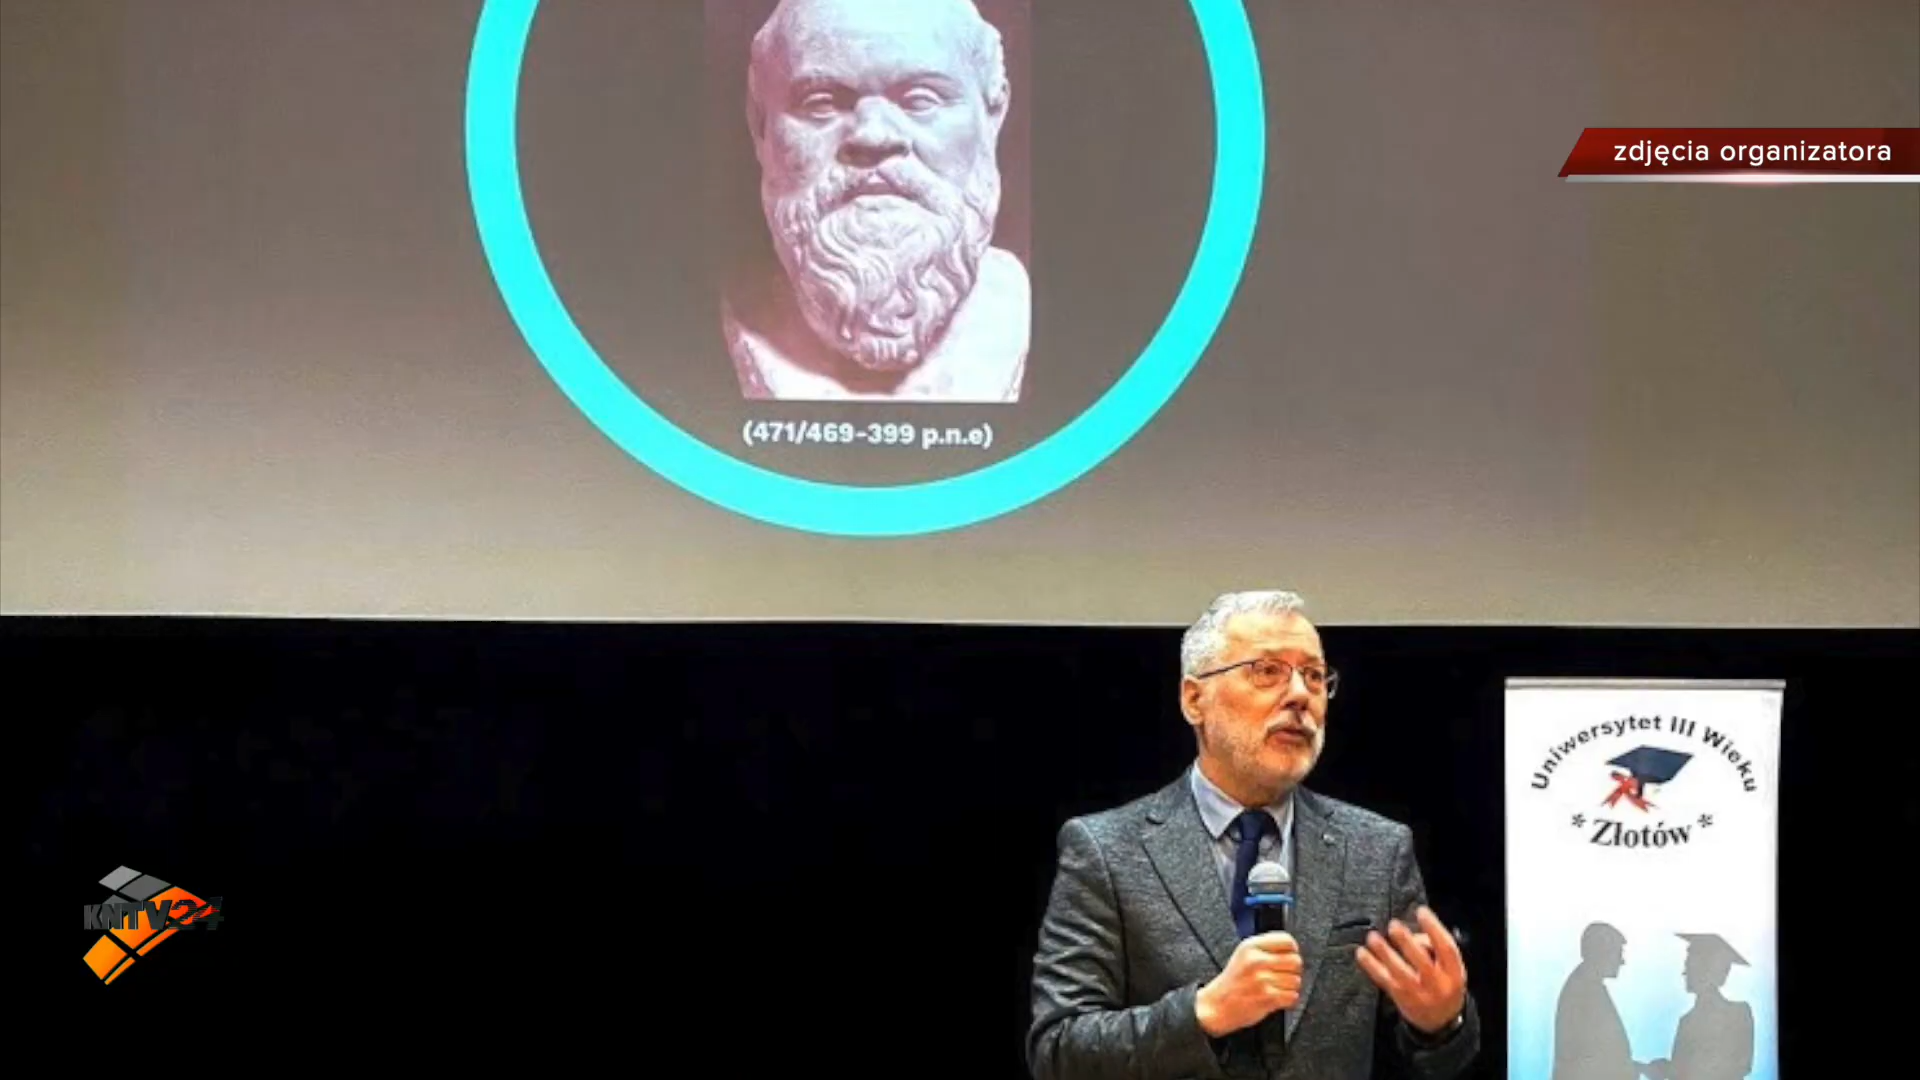 zdjęcia organizatora
(471/469-399 p.n.e)
Uniwersytet III Wieku
* Złotów *
KNTV24